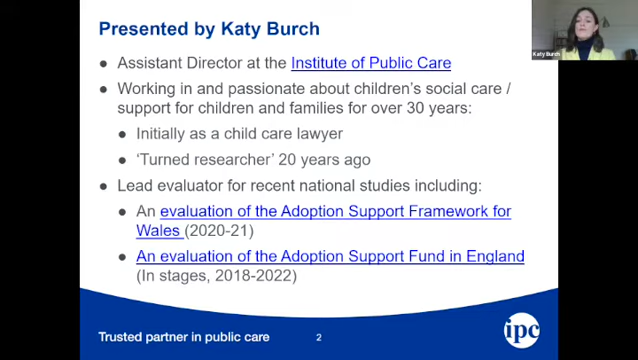 Presented by Katy Burch
● Assistant Director at the Institute of Public Care
● Working in and passionate about children's social care /
support for children and families for over 30 years:
● Initially as a child care lawyer
● 'Turned researcher' 20 years ago
● Lead evaluator for recent national studies including:
● An evaluation of the Adoption Support Framework for
Wales (2020-21)
● An evaluation of the Adoption Support Fund in England
(In stages, 2018-2022)
Trusted partner in public care
2
ipc
Katy Burch